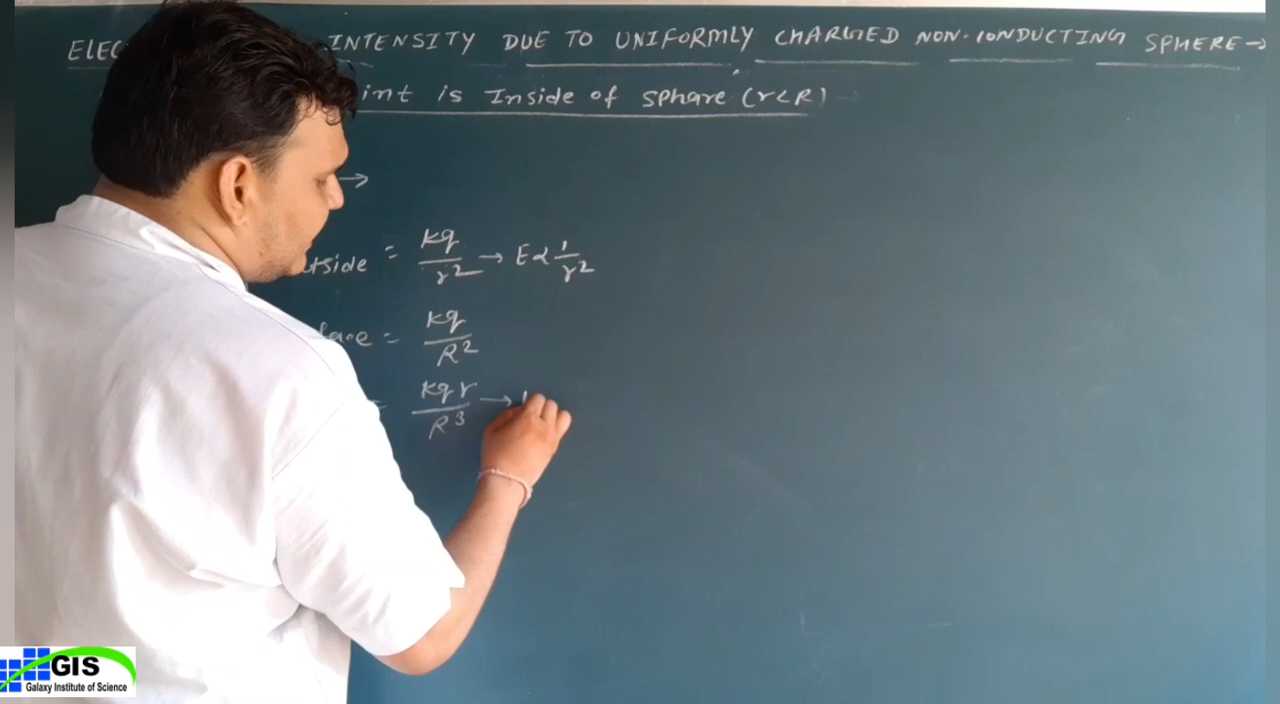 ELEC INTENSITY DUE TO UNIFORMLY CHARGED NON-CONDUCTING SPHERE →
int is Inside of sphare (r<R)
→
tside = kq/r² → E ∝ 1/r²
face = kq/R²
= kqr/R³ →
GIS
Galaxy Institute of Science